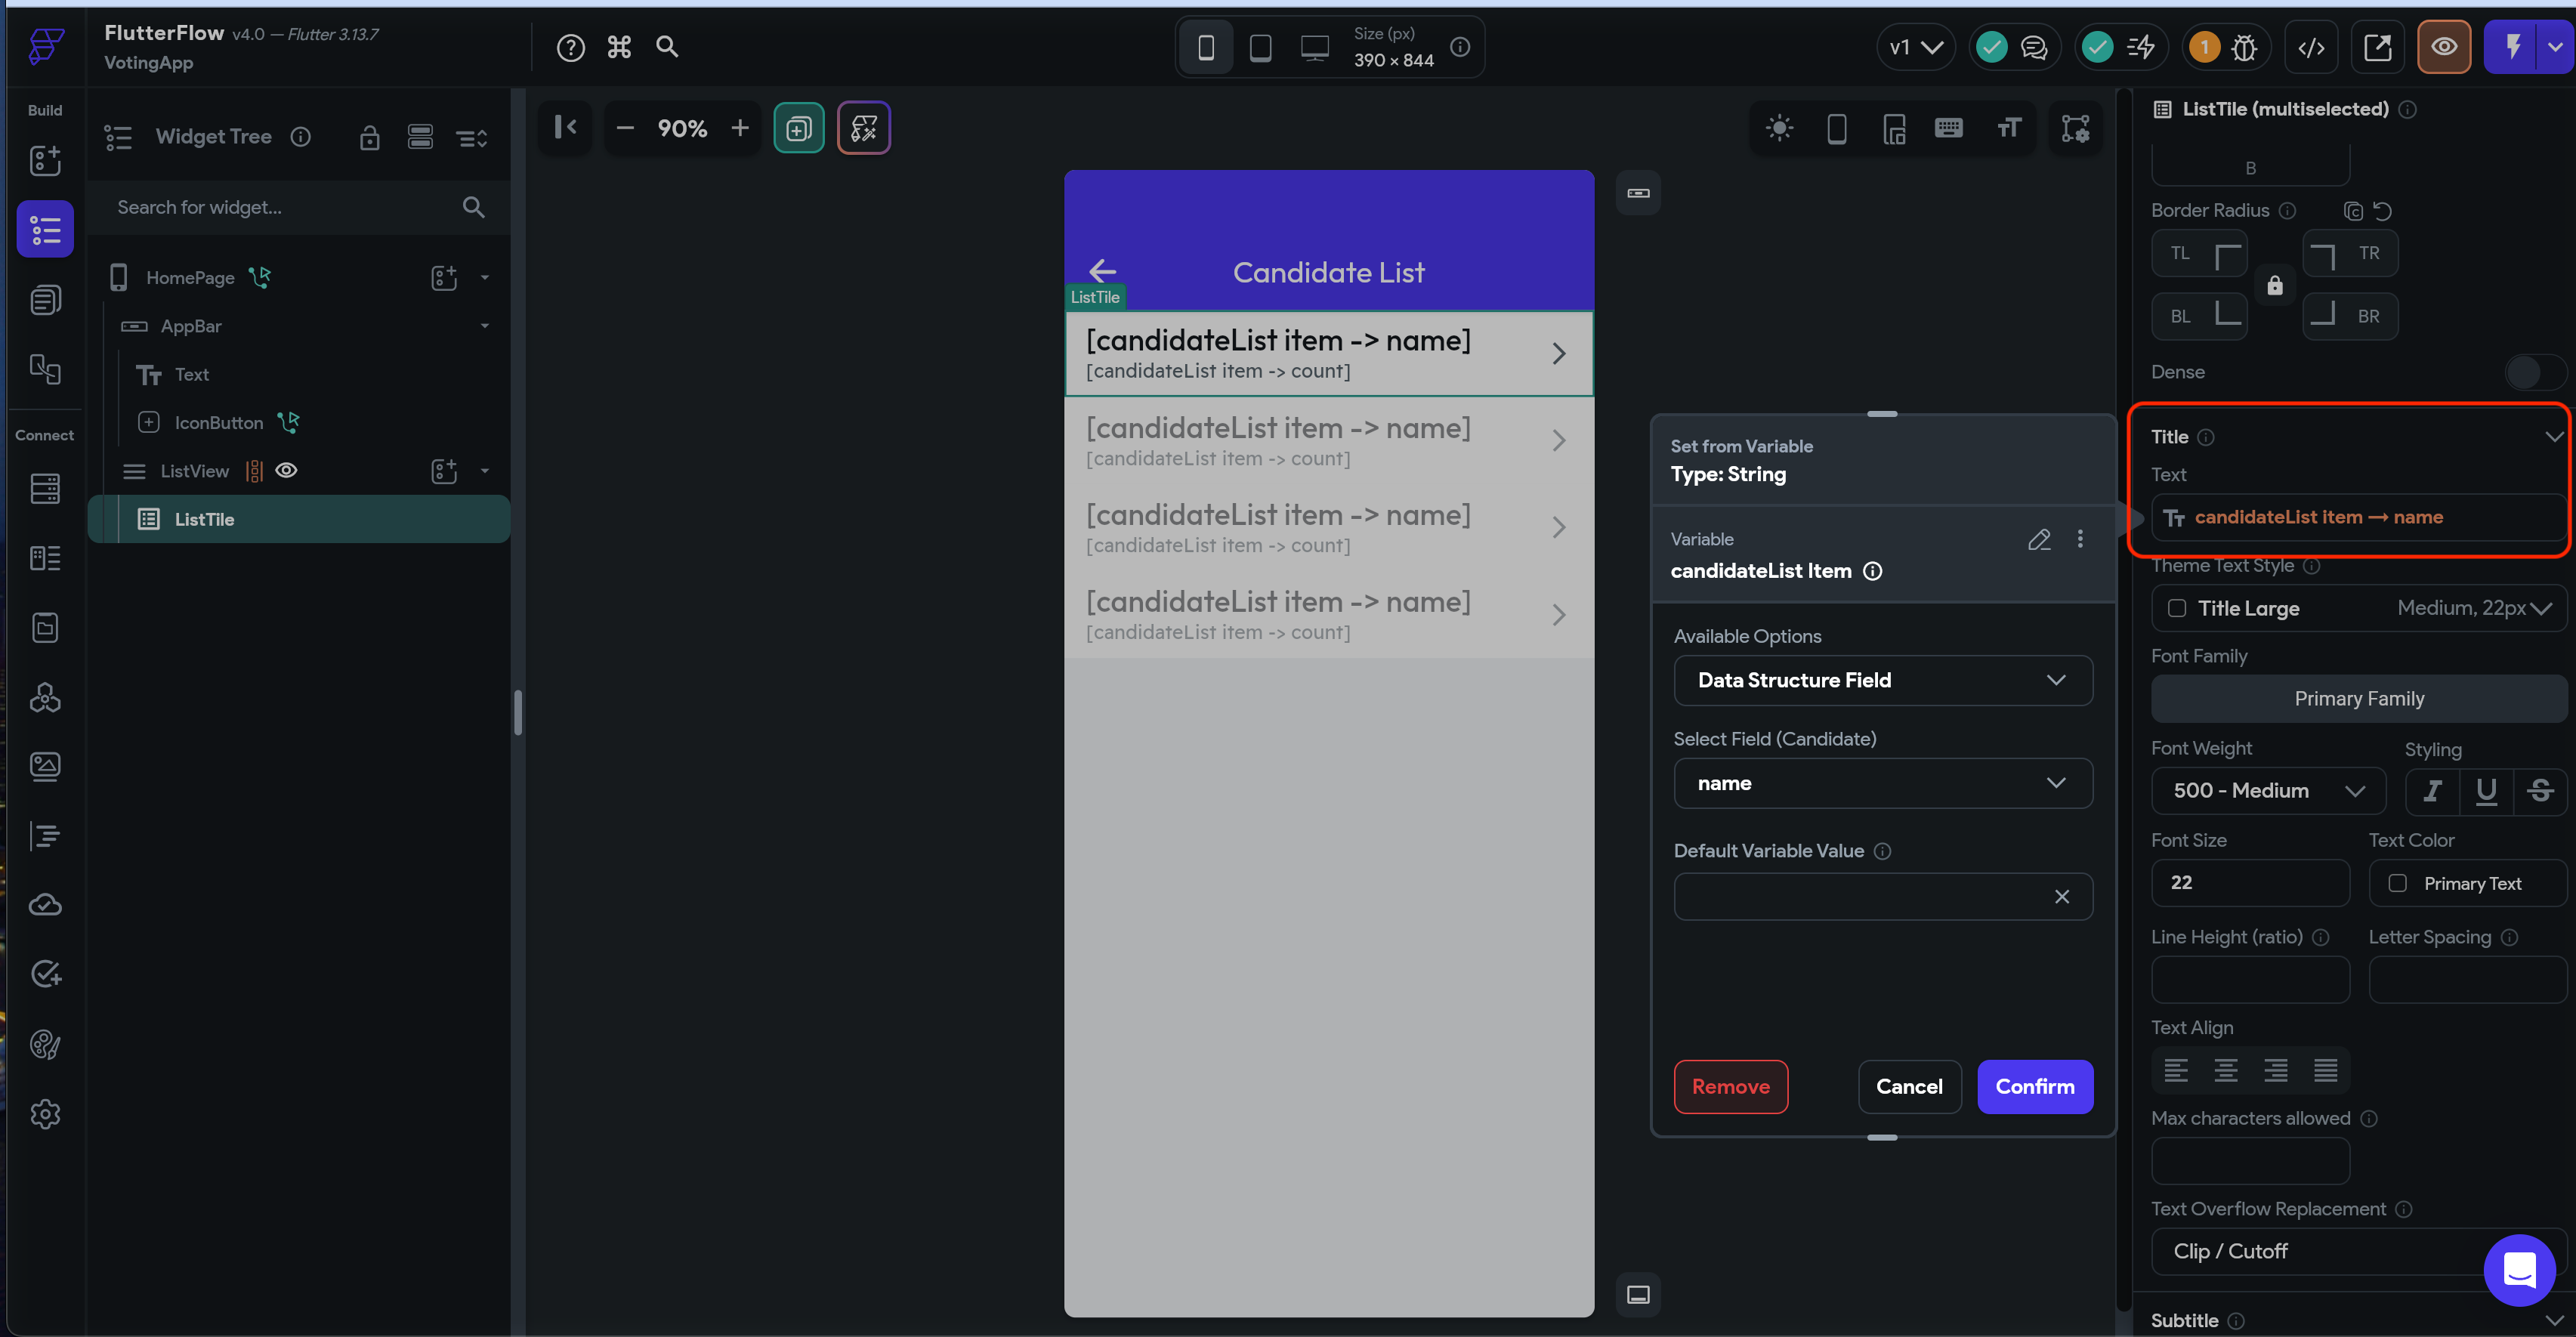 FlutterFlow v4.0 — Flutter 3.13.7
VotingApp
Size (px)
390 × 844
v1
1
Build
Connect
Widget Tree
Search for widget...
HomePage
AppBar
Text
IconButton
ListView
ListTile
90%
Candidate List
ListTile
[candidateList item -> name]
[candidateList item -> count]
[candidateList item -> name]
[candidateList item -> count]
[candidateList item -> name]
[candidateList item -> count]
[candidateList item -> name]
[candidateList item -> count]
Set from Variable
Type: String
Variable
candidateList Item
Available Options
Data Structure Field
Select Field (Candidate)
name
Default Variable Value
Remove
Cancel
Confirm
ListTile (multiselected)
B
Border Radius
TL
TR
BL
BR
Dense
Title
Text
candidateList item → name
Theme Text Style
Title Large
Medium, 22px
Font Family
Primary Family
Font Weight
Styling
500 - Medium
I U S
Font Size
Text Color
22
Primary Text
Line Height (ratio)
Letter Spacing
Text Align
Max characters allowed
Text Overflow Replacement
Clip / Cutoff
Subtitle